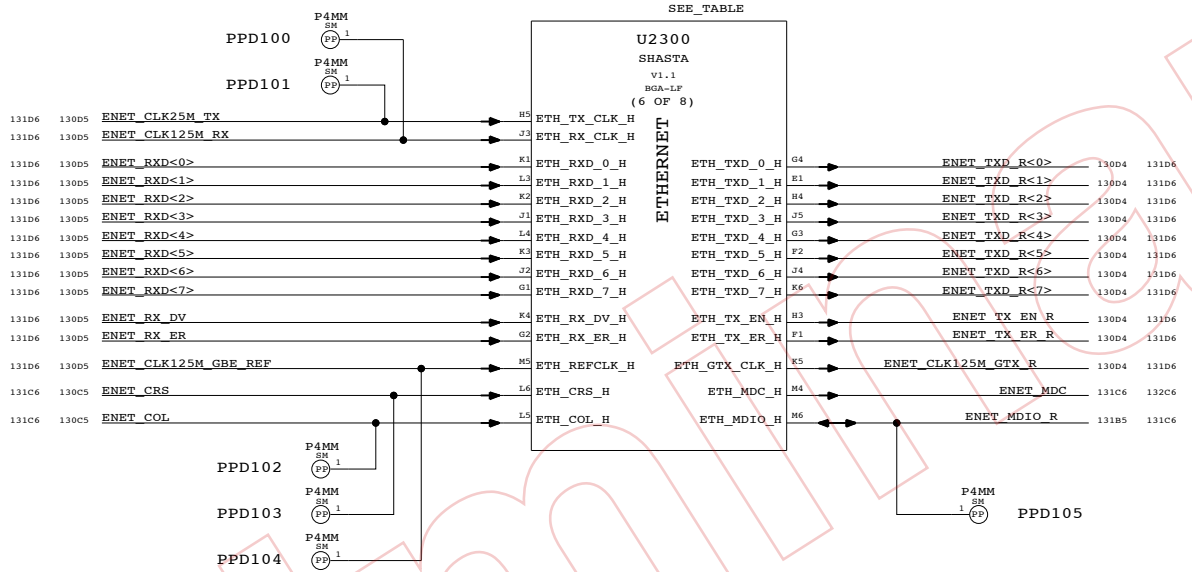 SEE_TABLE
P4MM
SM
PPD100 PP 1
U2300
SHASTA
V1.1
BGA-LF
(6 OF 8)
ETHERNET
P4MM
SM
PPD101 PP 1
131D6 130D5 ENET_CLK25M_TX H5 ETH_TX_CLK_H
131D6 130D5 ENET_CLK125M_RX J3 ETH_RX_CLK_H
131D6 130D5 ENET_RXD<0> K1 ETH_RXD_0_H ETH_TXD_0_H G4 ENET_TXD_R<0> 130D4 131D6
131D6 130D5 ENET_RXD<1> L3 ETH_RXD_1_H ETH_TXD_1_H E1 ENET_TXD_R<1> 130D4 131D6
131D6 130D5 ENET_RXD<2> K2 ETH_RXD_2_H ETH_TXD_2_H H4 ENET_TXD_R<2> 130D4 131D6
131D6 130D5 ENET_RXD<3> J1 ETH_RXD_3_H ETH_TXD_3_H J5 ENET_TXD_R<3> 130D4 131D6
131D6 130D5 ENET_RXD<4> L4 ETH_RXD_4_H ETH_TXD_4_H G3 ENET_TXD_R<4> 130D4 131D6
131D6 130D5 ENET_RXD<5> K3 ETH_RXD_5_H ETH_TXD_5_H F2 ENET_TXD_R<5> 130D4 131D6
131D6 130D5 ENET_RXD<6> J2 ETH_RXD_6_H ETH_TXD_6_H J4 ENET_TXD_R<6> 130D4 131D6
131D6 130D5 ENET_RXD<7> G1 ETH_RXD_7_H ETH_TXD_7_H K6 ENET_TXD_R<7> 130D4 131D6
131D6 130D5 ENET_RX_DV K4 ETH_RX_DV_H ETH_TX_EN_H H3 ENET_TX_EN_R 130D4 131D6
131D6 130D5 ENET_RX_ER G2 ETH_RX_ER_H ETH_TX_ER_H F1 ENET_TX_ER_R 130D4 131D6
131D6 130D5 ENET_CLK125M_GBE_REF M5 ETH_REFCLK_H ETH_GTX_CLK_H K5 ENET_CLK125M_GTX_R 130D4 131D6
131C6 130C5 ENET_CRS L6 ETH_CRS_H ETH_MDC_H M4 ENET_MDC 131C6 132C6
131C6 130C5 ENET_COL L5 ETH_COL_H ETH_MDIO_H M6 ENET_MDIO_R 131B5 131C6
P4MM
SM
PPD102 PP 1
P4MM
SM
PPD103 PP 1
P4MM
SM
1 PP PPD105
P4MM
SM
PPD104 PP 1